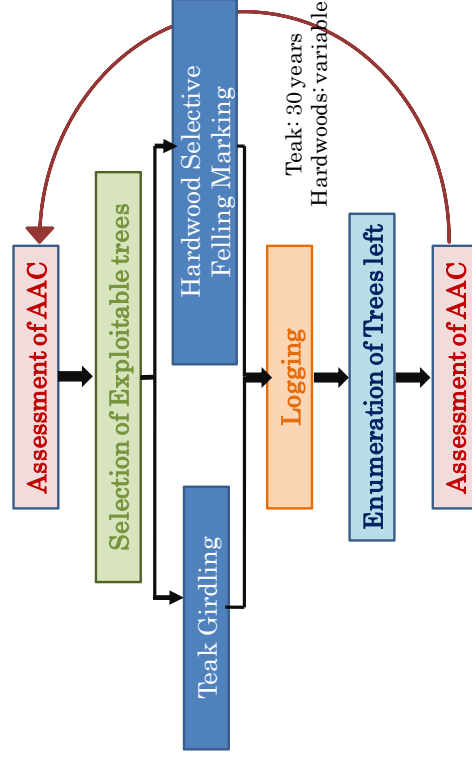 Assessment of AAC
Selection of Exploitable trees
Teak Girdling
Hardwood Selective
Felling Marking
Logging
Teak: 30 years
Hardwoods: variable
Enumeration of Trees left
Assessment of AAC